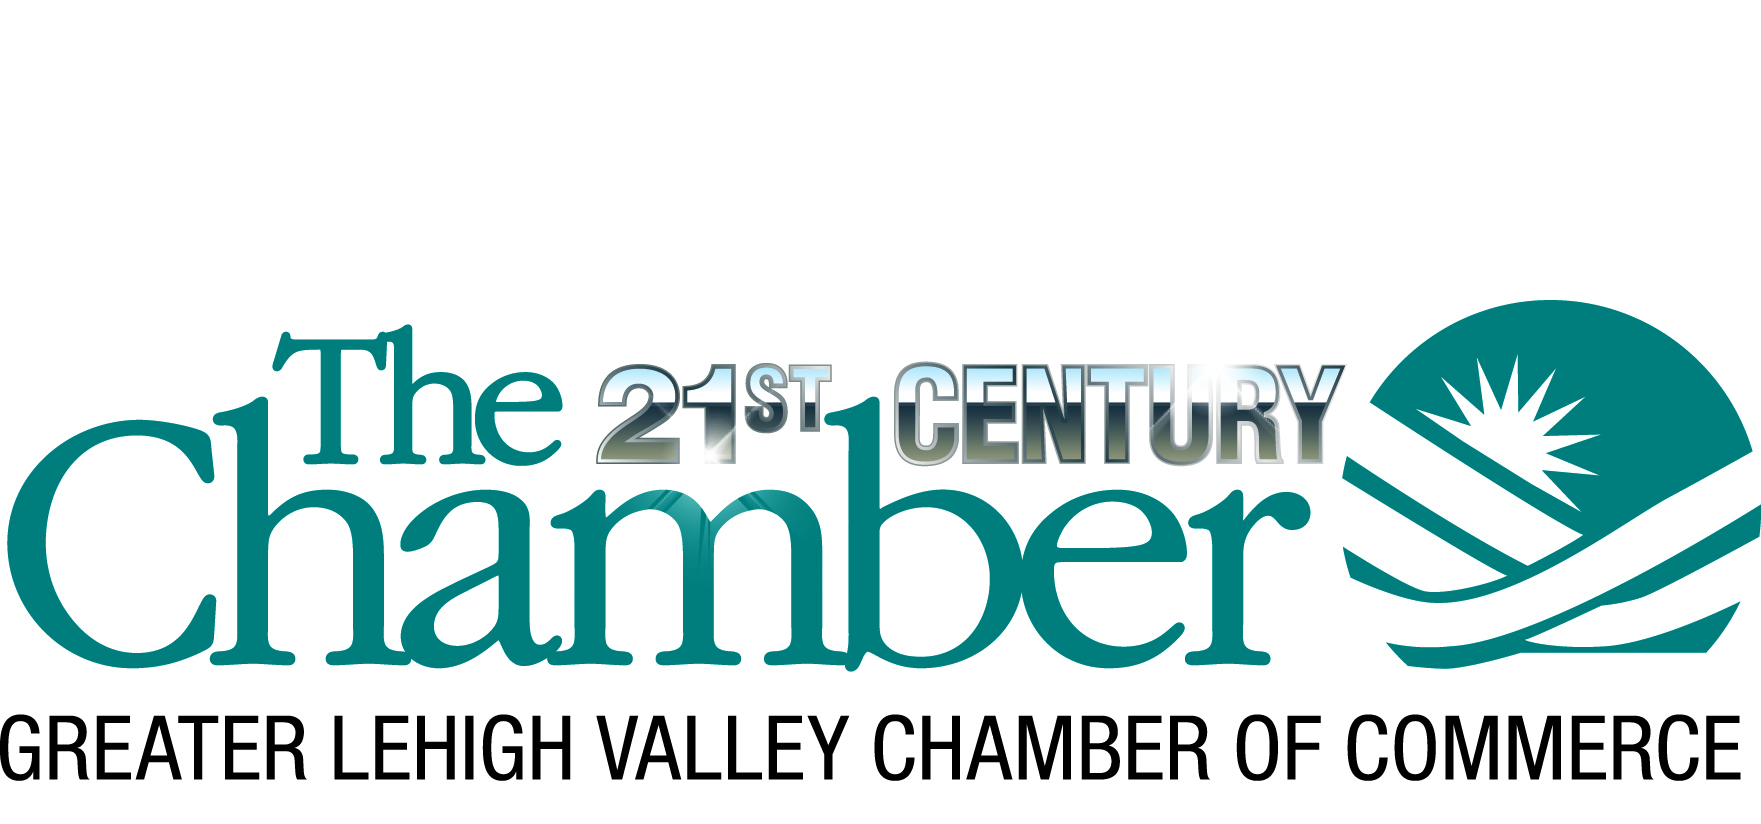 The 21ST CENTURY
Chamber
GREATER LEHIGH VALLEY CHAMBER OF COMMERCE